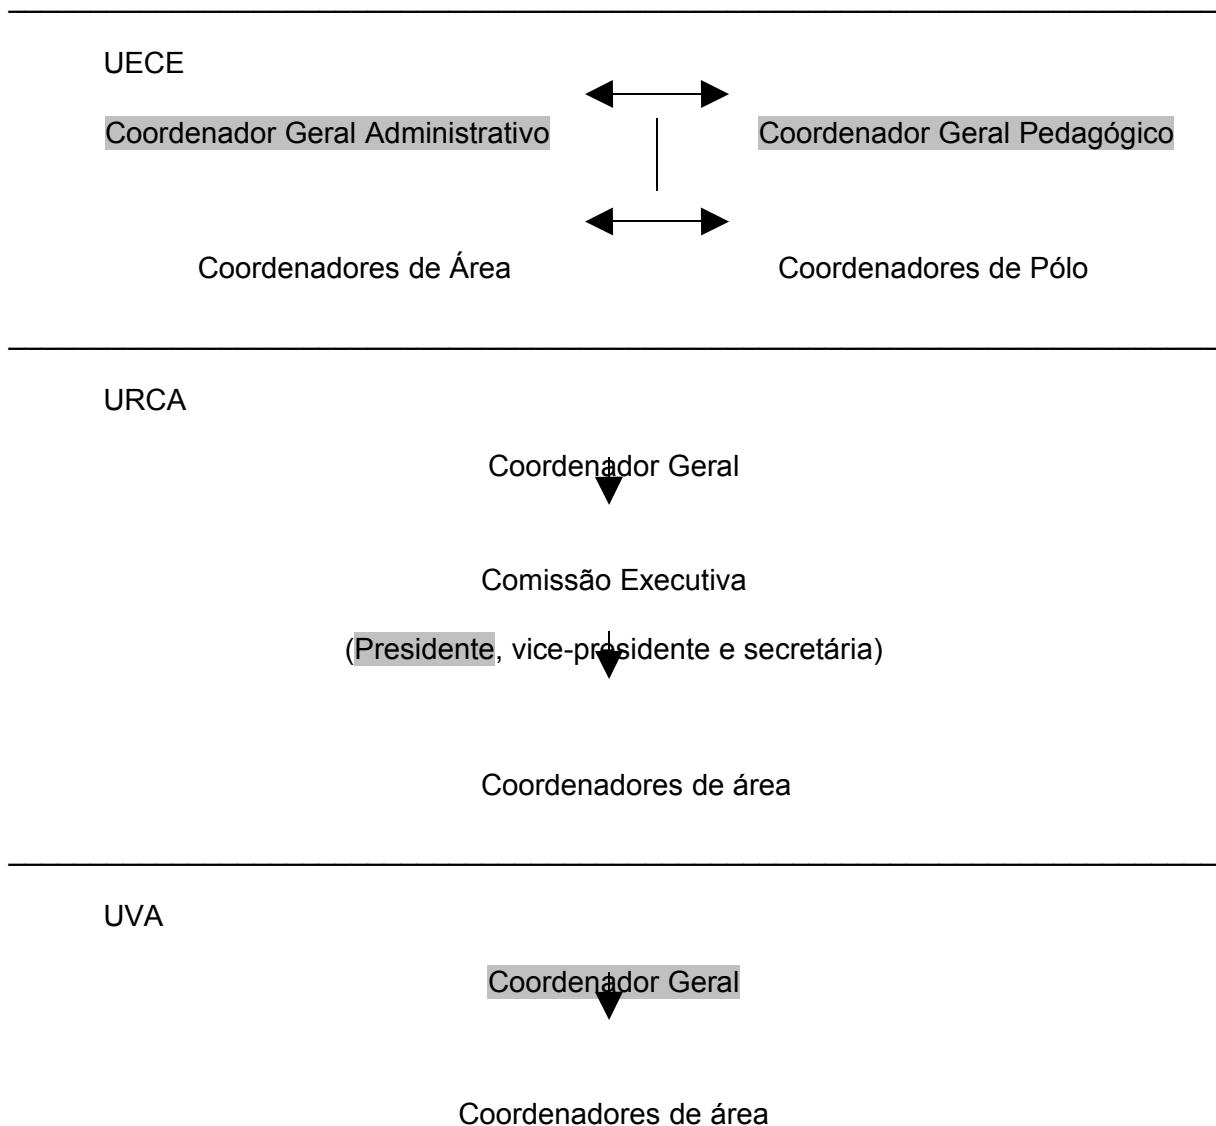 UECE
Coordenador Geral Administrativo Coordenador Geral Pedagógico
Coordenadores de Área Coordenadores de Pólo
URCA
Coordenador Geral
Comissão Executiva
(Presidente, vice-presidente e secretária)
Coordenadores de área
UVA
Coordenador Geral
Coordenadores de área